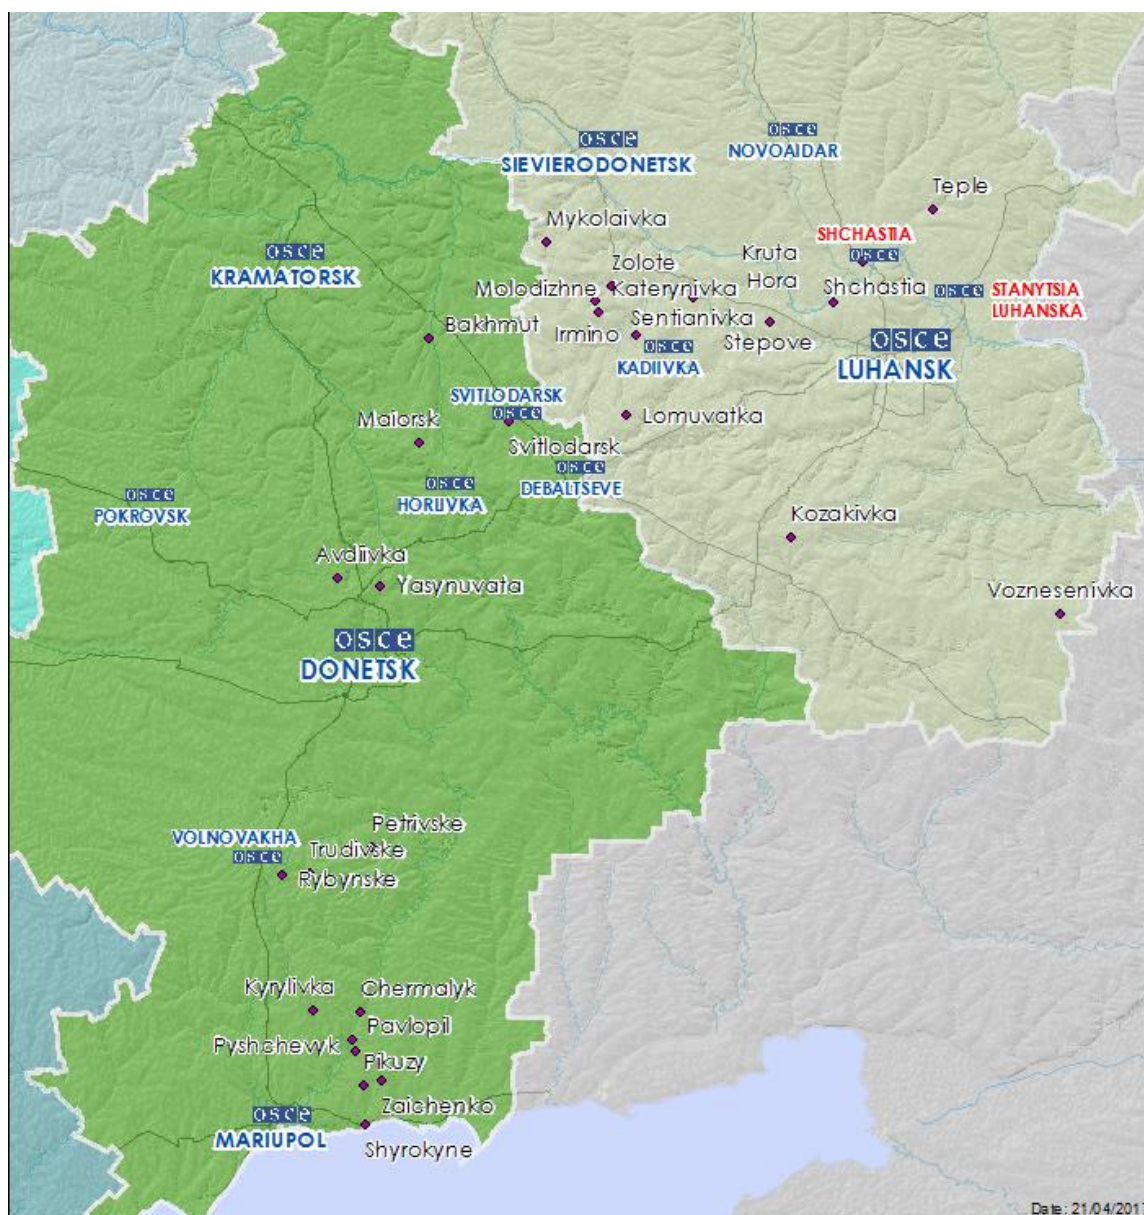 osce
SIEVIERODONETSK
osce
NOVOAIDAR
Teple
Mykolaivka
SHCHASTIA
osce
osce
KRAMATORSK
Zolote
Kruta
Hora
Molodizhne
Katerynivka
Shchastia
osce
STANYTSIA
LUHANSKA
Bakhmut
Irmino
Sentianivka
Stepove
osce
KADIIVKA
osce
LUHANSK
SVITLODARSK
osce
Maiorsk
Svitlodarsk
Lomuvatka
osce
DEBALTSEVE
osce
HORLIVKA
osce
POKROVSK
Kozakivka
Avdiivka
Yasynuvata
Voznesenivka
osce
DONETSK
Petrivske
VOLNOVAKHA
osce
Trudivske
Rybynske
Kyrylivka
Chermalyk
Pavlopil
Pyshchevyk
Pikuzy
Zaichenko
osce
MARIUPOL
Shyrokyne
Date: 21/04/201